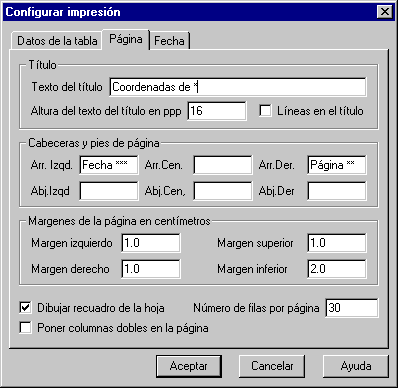 Configurar impresión
Datos de la tabla Página Fecha
Título
Texto del título Coordenadas de *
Altura del texto del título en ppp 16 Líneas en el título
Cabeceras y pies de página
Arr. Izqd. Fecha *** Arr.Cen. Arr.Der. Página **
Abj.Izqd Abj.Cen, Abj.Der
Margenes de la página en centímetros
Margen izquierdo 1.0 Margen superior 1.0
Margen derecho 1.0 Margen inferior 2.0
Dibujar recuadro de la hoja Número de filas por página 30
Poner columnas dobles en la página
Aceptar Cancelar Ayuda